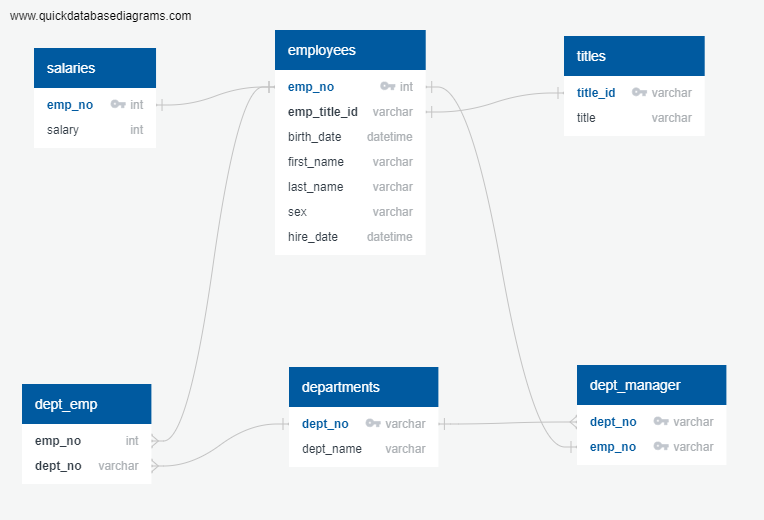 www.quickdatabasediagrams.com
salaries
emp_no int
salary int
employees
emp_no int
emp_title_id varchar
birth_date datetime
first_name varchar
last_name varchar
sex varchar
hire_date datetime
titles
title_id varchar
title varchar
dept_emp
emp_no int
dept_no varchar
departments
dept_no varchar
dept_name varchar
dept_manager
dept_no varchar
emp_no varchar